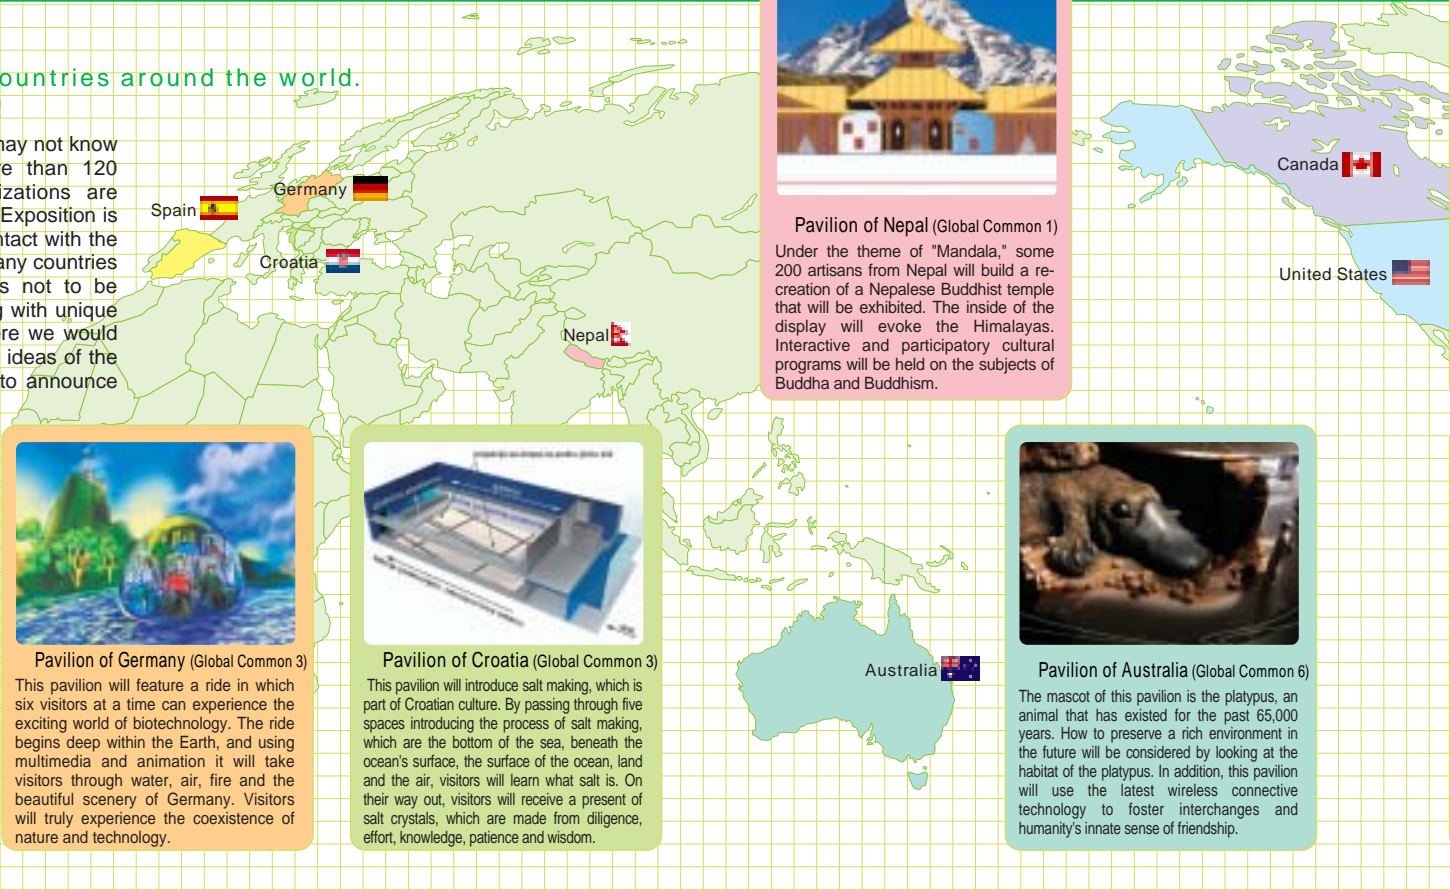 ountries around the world.
may not know
re than 120
izations are
Exposition is
ntact with the
any countries
s not to be
g with unique
ere we would
ideas of the
to announce
Spain
Germany
Croatia
Nepal
Canada
United States
Australia
Pavilion of Nepal (Global Common 1)
Under the theme of "Mandala," some
200 artisans from Nepal will build a re-
creation of a Nepalese Buddhist temple
that will be exhibited. The inside of the
display will evoke the Himalayas.
Interactive and participatory cultural
programs will be held on the subjects of
Buddha and Buddhism.
Pavilion of Germany (Global Common 3)
This pavilion will feature a ride in which
six visitors at a time can experience the
exciting world of biotechnology. The ride
begins deep within the Earth, and using
multimedia and animation it will take
visitors through water, air, fire and the
beautiful scenery of Germany. Visitors
will truly experience the coexistence of
nature and technology.
Pavilion of Croatia (Global Common 3)
This pavilion will introduce salt making, which is
part of Croatian culture. By passing through five
spaces introducing the process of salt making,
which are the bottom of the sea, beneath the
ocean's surface, the surface of the ocean, land
and the air, visitors will learn what salt is. On
their way out, visitors will receive a present of
salt crystals, which are made from diligence,
effort, knowledge, patience and wisdom.
Pavilion of Australia (Global Common 6)
The mascot of this pavilion is the platypus, an
animal that has existed for the past 65,000
years. How to preserve a rich environment in
the future will be considered by looking at the
habitat of the platypus. In addition, this pavilion
will use the latest wireless connective
technology to foster interchanges and
humanity's innate sense of friendship.